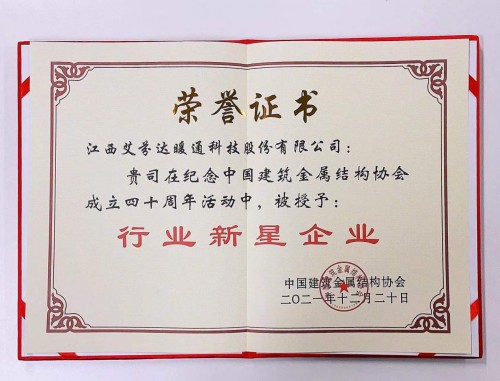 荣誉证书
江西艾芬达暖通科技股份有限公司：
贵司在纪念中国建筑金属结构协会
成立四十周年活动中，被授予：
行业新星企业
中国建筑金属结构协会
二〇二一年十二月二十日